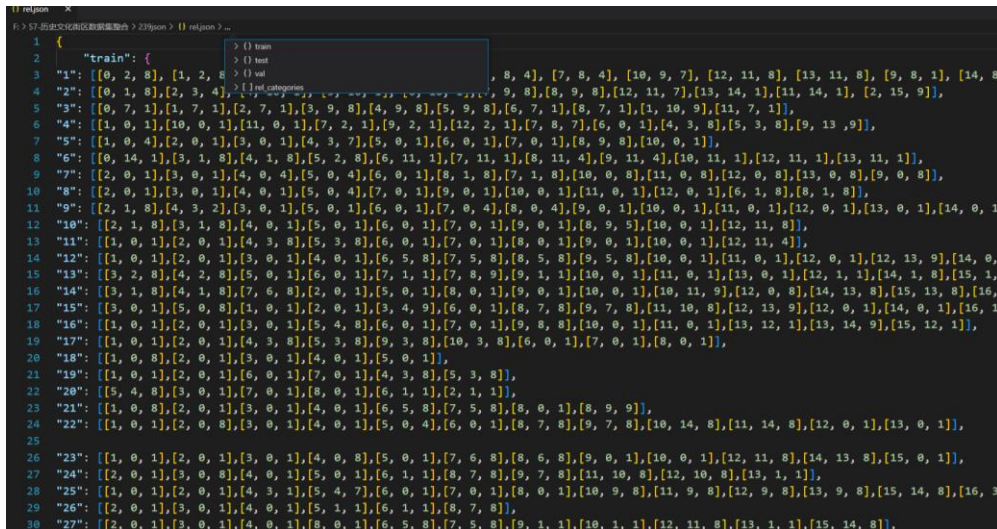 {} rel.json ×
F: > S7-历史文化街区数据集整合 > 239json > {} rel.json > ...
> {} train
> {} test
> {} val
> [ ] rel_categories
1 {
2 "train": {
3 "1": [[0, 2, 8], [1, 2, 8 , 8, 4], [7, 8, 4], [10, 9, 7], [12, 11, 8], [13, 11, 8], [9, 8, 1], [14, 8
4 "2": [[0, 1, 8],[2, 3, 4] 9, 8],[8, 9, 8],[12, 11, 7],[13, 14, 1],[11, 14, 1], [2, 15, 9]],
5 "3": [[0, 7, 1],[1, 7, 1],[2, 7, 1],[3, 9, 8],[4, 9, 8],[5, 9, 8],[6, 7, 1],[8, 7, 1],[1, 10, 9],[11, 7, 1]],
6 "4": [[1, 0, 1],[10, 0, 1],[11, 0, 1],[7, 2, 1],[9, 2, 1],[12, 2, 1],[7, 8, 7],[6, 0, 1],[4, 3, 8],[5, 3, 8],[9, 13 ,9]],
7 "5": [[1, 0, 4],[2, 0, 1],[3, 0, 1],[4, 3, 7],[5, 0, 1],[6, 0, 1],[7, 0, 1],[8, 9, 8],[10, 0, 1]],
8 "6": [[0, 14, 1],[3, 1, 8],[4, 1, 8],[5, 2, 8],[6, 11, 1],[7, 11, 1],[8, 11, 4],[9, 11, 4],[10, 11, 1],[12, 11, 1],[13, 11, 1]],
9 "7": [[2, 0, 1],[3, 0, 1],[4, 0, 4],[5, 0, 4],[6, 0, 1],[8, 1, 8],[7, 1, 8],[10, 0, 8],[11, 0, 8],[12, 0, 8],[13, 0, 8],[9, 0, 8]],
10 "8": [[2, 0, 1],[3, 0, 1],[4, 0, 1],[5, 0, 4],[7, 0, 1],[9, 0, 1],[10, 0, 1],[11, 0, 1],[12, 0, 1],[6, 1, 8],[8, 1, 8]],
11 "9": [[2, 1, 8],[4, 3, 2],[3, 0, 1],[5, 0, 1],[6, 0, 1],[7, 0, 4],[8, 0, 4],[9, 0, 1],[10, 0, 1],[11, 0, 1],[12, 0, 1],[13, 0, 1],[14, 0, 1
12 "10": [[2, 1, 8],[3, 1, 8],[4, 0, 1],[5, 0, 1],[6, 0, 1],[7, 0, 1],[9, 0, 1],[8, 9, 5],[10, 0, 1],[12, 11, 8]],
13 "11": [[1, 0, 1],[2, 0, 1],[4, 3, 8],[5, 3, 8],[6, 0, 1],[7, 0, 1],[8, 0, 1],[9, 0, 1],[10, 0, 1],[12, 11, 4]],
14 "12": [[1, 0, 1],[2, 0, 1],[3, 0, 1],[4, 0, 1],[6, 5, 8],[7, 5, 8],[8, 5, 8],[9, 5, 8],[10, 0, 1],[11, 0, 1],[12, 0, 1],[12, 13, 9],[14, 0,
15 "13": [[3, 2, 8],[4, 2, 8],[5, 0, 1],[6, 0, 1],[7, 1, 1],[7, 8, 9],[9, 1, 1],[10, 0, 1],[11, 0, 1],[13, 0, 1],[12, 1, 1],[14, 1, 8],[15, 1,
16 "14": [[3, 1, 8],[4, 1, 8],[7, 6, 8],[2, 0, 1],[5, 0, 1],[8, 0, 1],[9, 0, 1],[10, 0, 1],[10, 11, 9],[12, 0, 8],[14, 13, 8],[15, 13, 8],[16,
17 "15": [[3, 0, 1],[5, 0, 8],[1, 0, 1],[2, 0, 1],[3, 4, 9],[6, 0, 1],[8, 7, 8],[9, 7, 8],[11, 10, 8],[12, 13, 9],[12, 0, 1],[14, 0, 1],[16, 1
18 "16": [[1, 0, 1],[2, 0, 1],[3, 0, 1],[5, 4, 8],[6, 0, 1],[7, 0, 1],[9, 8, 8],[10, 0, 1],[11, 0, 1],[13, 12, 1],[13, 14, 9],[15, 12, 1]],
19 "17": [[1, 0, 1],[2, 0, 1],[4, 3, 8],[5, 3, 8],[9, 3, 8],[10, 3, 8],[6, 0, 1],[7, 0, 1],[8, 0, 1]],
20 "18": [[1, 0, 8],[2, 0, 1],[3, 0, 1],[4, 0, 1],[5, 0, 1]],
21 "19": [[1, 0, 1],[2, 0, 1],[6, 0, 1],[7, 0, 1],[4, 3, 8],[5, 3, 8]],
22 "20": [[5, 4, 8],[3, 0, 1],[7, 0, 1],[8, 0, 1],[6, 1, 1],[2, 1, 1]],
23 "21": [[1, 0, 8],[2, 0, 1],[3, 0, 1],[4, 0, 1],[6, 5, 8],[7, 5, 8],[8, 0, 1],[8, 9, 9]],
24 "22": [[1, 0, 1],[2, 0, 8],[3, 0, 1],[4, 0, 1],[5, 0, 4],[6, 0, 1],[8, 7, 8],[9, 7, 8],[10, 14, 8],[11, 14, 8],[12, 0, 1],[13, 0, 1]],
25
26 "23": [[1, 0, 1],[2, 0, 1],[3, 0, 1],[4, 0, 8],[5, 0, 1],[7, 6, 8],[8, 6, 8],[9, 0, 1],[10, 0, 1],[12, 11, 8],[14, 13, 8],[15, 0, 1]],
27 "24": [[2, 0, 1],[3, 0, 8],[4, 0, 1],[5, 0, 1],[6, 1, 1],[8, 7, 8],[9, 7, 8],[11, 10, 8],[12, 10, 8],[13, 1, 1]],
28 "25": [[1, 0, 1],[2, 0, 1],[4, 3, 1],[5, 4, 7],[6, 0, 1],[7, 0, 1],[8, 0, 1],[10, 9, 8],[11, 9, 8],[12, 9, 8],[13, 9, 8],[15, 14, 8],[16, 3
29 "26": [[2, 0, 1],[3, 0, 1],[4, 0, 1],[5, 1, 1],[6, 1, 1],[8, 7, 8]],
30 "27": [[2, 0, 1],[3, 0, 1],[4, 0, 1],[8, 0, 1],[6, 5, 8],[7, 5, 8],[9, 1, 1],[10, 1, 1],[12, 11, 8],[13, 1, 1],[15, 14, 8]],